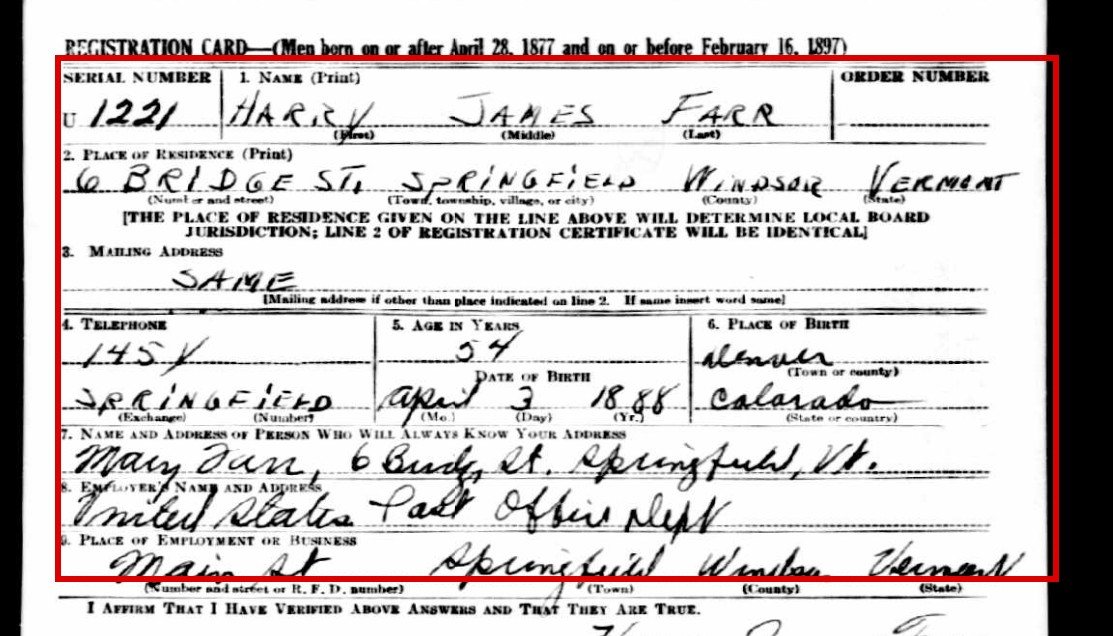 REGISTRATION CARD—(Men born on or after April 28, 1877 and on or before February 16, 1897)
SERIAL NUMBER 1. NAME (Print) ORDER NUMBER
U 1221 HARRY JAMES FARR
(First) (Middle) (Last)
2. PLACE OF RESIDENCE (Print)
6 BRIDGE ST. SPRINGFIELD WINDSOR VERMONT
(Number and street) (Town, township, village, or city) (County) (State)
[THE PLACE OF RESIDENCE GIVEN ON THE LINE ABOVE WILL DETERMINE LOCAL BOARD
JURISDICTION; LINE 2 OF REGISTRATION CERTIFICATE WILL BE IDENTICAL]
3. MAILING ADDRESS
SAME
[Mailing address if other than place indicated on line 2. If same insert word same]
4. TELEPHONE 5. AGE IN YEARS 6. PLACE OF BIRTH
145 54 Denver
DATE OF BIRTH (Town or county)
SPRINGFIELD April 3 1888 Colorado
(Exchange) (Number) (Mo.) (Day) (Yr.) (State or country)
7. NAME AND ADDRESS OF PERSON WHO WILL ALWAYS KNOW YOUR ADDRESS
Mary Farr, 6 Bridge St. Springfield, Vt.
8. EMPLOYER'S NAME AND ADDRESS
United States Post Office Dept
9. PLACE OF EMPLOYMENT OR BUSINESS
Main St Springfield Windsor Vermont
(Number and street or R. F. D. number) (Town) (County) (State)
I AFFIRM THAT I HAVE VERIFIED ABOVE ANSWERS AND THAT THEY ARE TRUE.